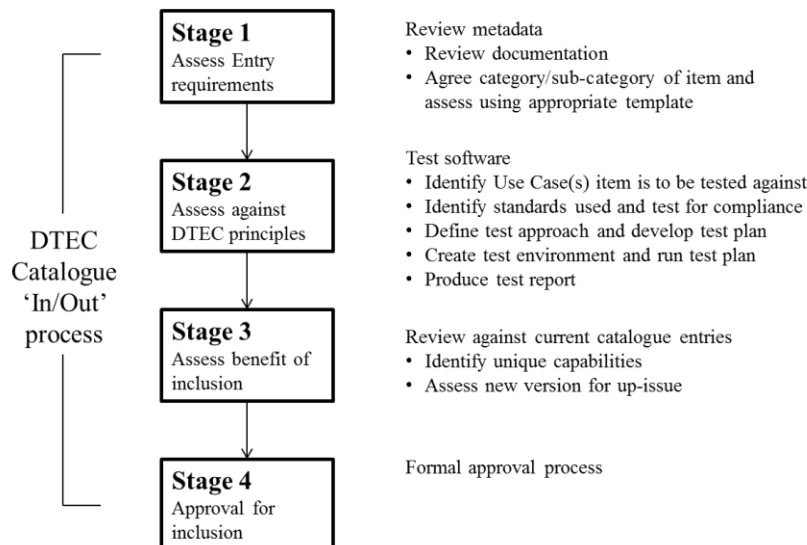 DTEC
Catalogue
‘In/Out’
process
Stage 1
Assess Entry
requirements
Review metadata
• Review documentation
• Agree category/sub-category of item and
assess using appropriate template
Stage 2
Assess against
DTEC principles
Test software
• Identify Use Case(s) item is to be tested against
• Identify standards used and test for compliance
• Define test approach and develop test plan
• Create test environment and run test plan
• Produce test report
Stage 3
Assess benefit of
inclusion
Review against current catalogue entries
• Identify unique capabilities
• Assess new version for up-issue
Stage 4
Approval for
inclusion
Formal approval process